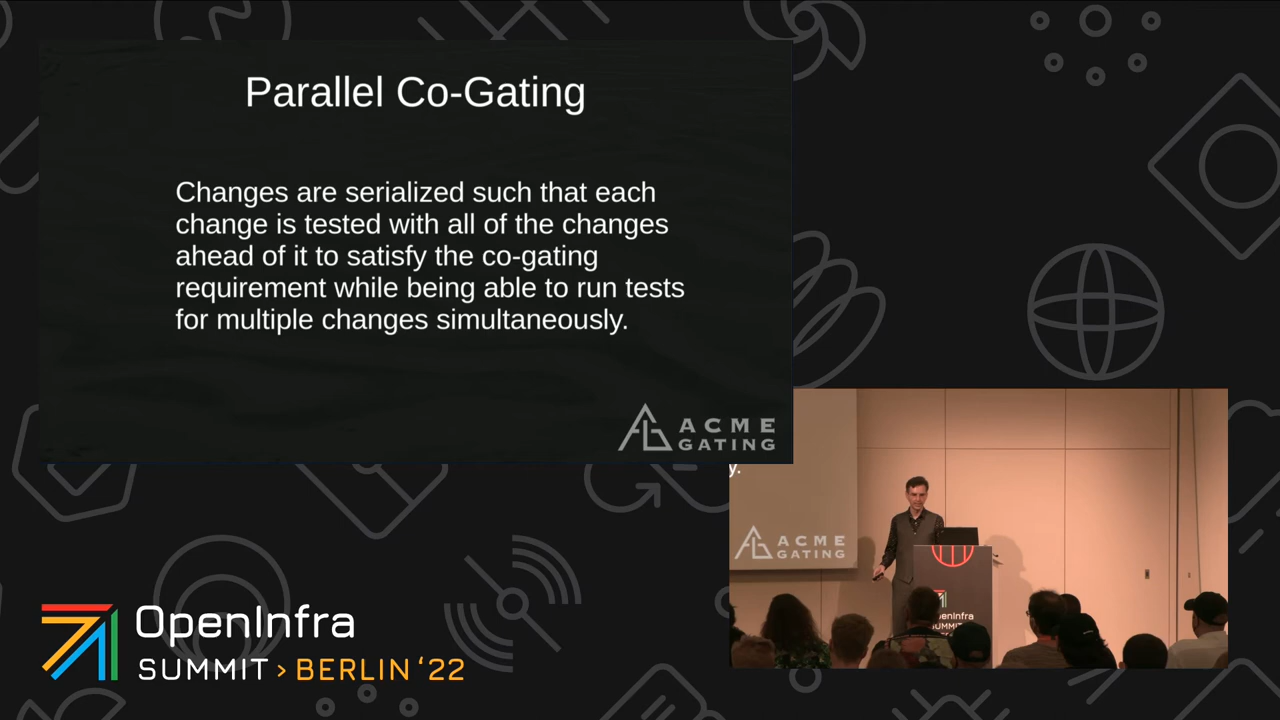 Parallel Co-Gating
Changes are serialized such that each
change is tested with all of the changes
ahead of it to satisfy the co-gating
requirement while being able to run tests
for multiple changes simultaneously.
ACME
GATING
y.
ACME
GATING
OpenInfra
SUMMIT > BERLIN ‘22